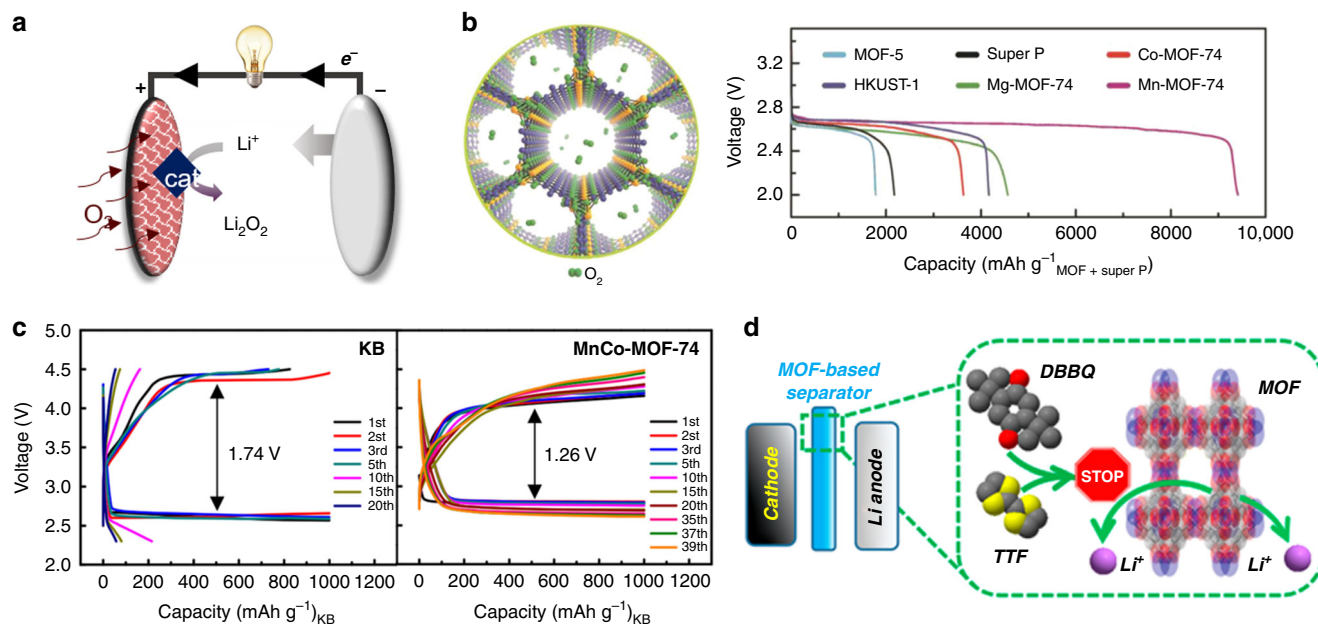 a
e⁻
+
−
Li⁺
cat
O₂
Li₂O₂
b
O₂
MOF-5
Super P
Co-MOF-74
HKUST-1
Mg-MOF-74
Mn-MOF-74
Voltage (V)
3.2
2.8
2.4
2.0
0
2000
4000
6000
8000
10,000
Capacity (mAh g⁻¹MOF + super P)
c
Voltage (V)
5.0
4.5
4.0
3.5
3.0
2.5
2.0
KB
1st
2st
3rd
5th
10th
15th
20th
1.74 V
0 200 400 600 800 1000 1200
Capacity (mAh g⁻¹)KB
MnCo-MOF-74
1st
2st
3rd
5th
10th
15th
20th
35th
37th
39th
1.26 V
0 200 400 600 800 1000 1200
Capacity (mAh g⁻¹)KB
d
MOF-based
separator
Cathode
Li anode
DBBQ
MOF
STOP
TTF
Li⁺
Li⁺